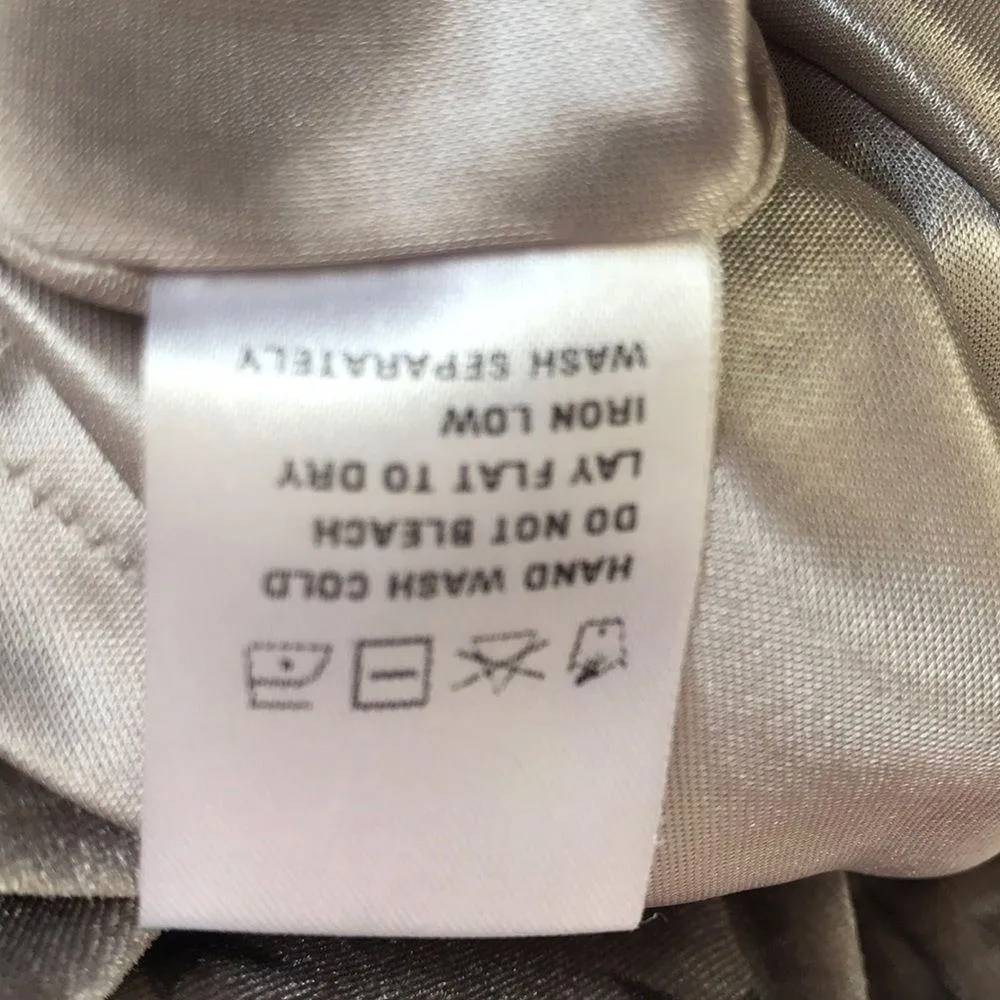 HAND WASH COLD
DO NOT BLEACH
LAY FLAT TO DRY
IRON LOW
WASH SEPARATELY